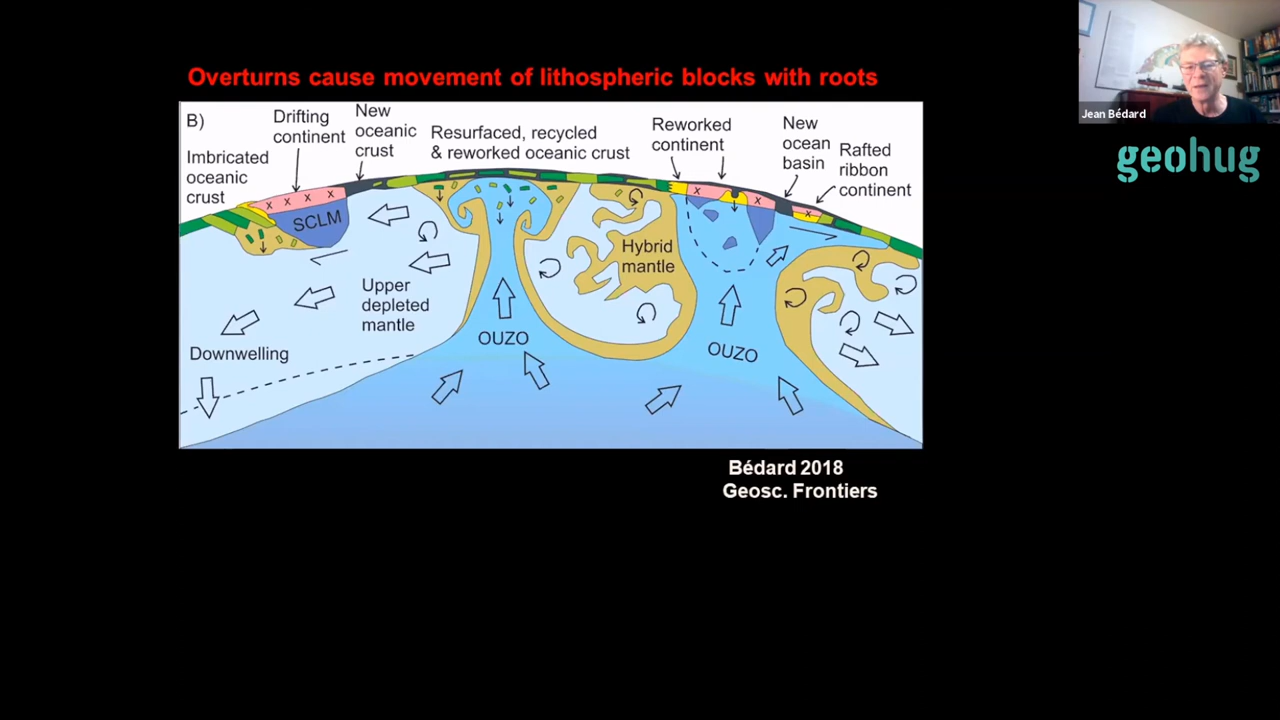 Overturns cause movement of lithospheric blocks with roots
Jean Bédard
geohug
B)
Imbricated
oceanic
crust
Drifting
continent
New
oceanic
crust
Resurfaced, recycled
& reworked oceanic crust
Reworked
continent
New
ocean
basin
Rafted
ribbon
continent
x x x x
x
x
x
SCLM
Upper
depleted
mantle
Hybrid
mantle
OUZO
OUZO
Downwelling
Bédard 2018
Geosc. Frontiers